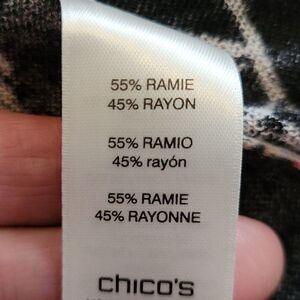 55% RAMIE
45% RAYON
55% RAMIO
45% rayón
55% RAMIE
45% RAYONNE
chico's